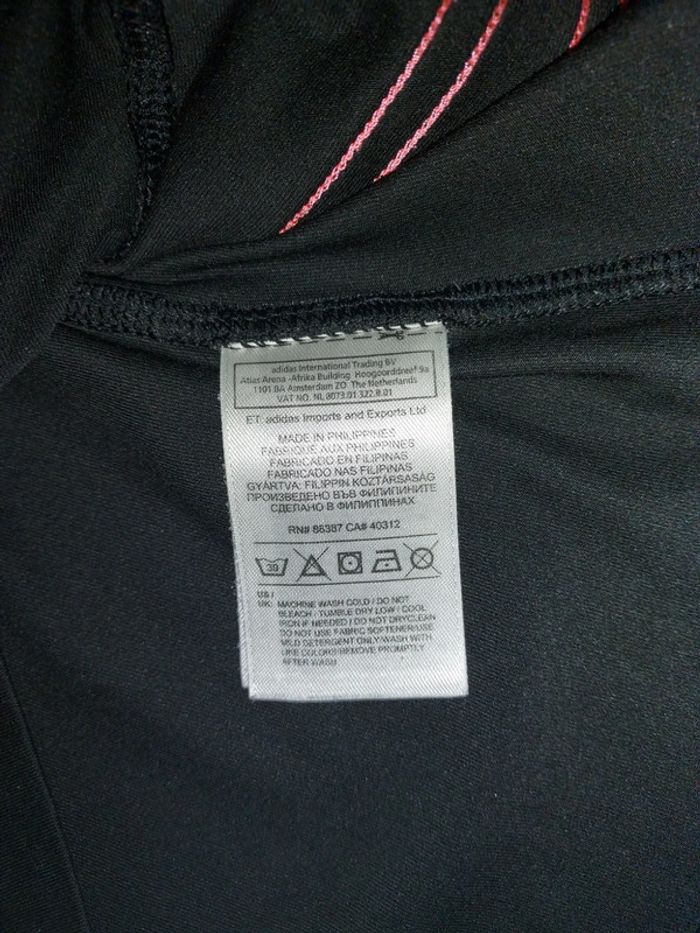 adidas International Trading BV
Atlas Arena -Afrika Building Hoogoorddreef 9a
1101 BA Amsterdam ZO The Netherlands
VAT NO. NL 8073.01.322.B.01
ET: adidas Imports and Exports Ltd
MADE IN PHILIPPINES
FABRIQUÉ AUX PHILIPPINES
FABRICADO EN FILIPINAS
FABRICADO NAS FILIPINAS
GYÁRTVA: FILIPPIN KÖZTÁRSASÁG
ПРОИЗВЕДЕНО ВЪВ ФИЛИПИНИТЕ
СДЕЛАНО В ФИЛИППИНАХ
RN# 86387 CA# 40312
30
US /
UK: MACHINE WASH COLD / DO NOT
BLEACH - TUMBLE DRY LOW / COOL
IRON IF NEEDED / DO NOT DRYCLEAN
DO NOT USE FABRIC SOFTENER/USE
MILD DETERGENT ONLY/WASH WITH
LIKE COLORS/REMOVE PROMPTLY
AFTER WASH